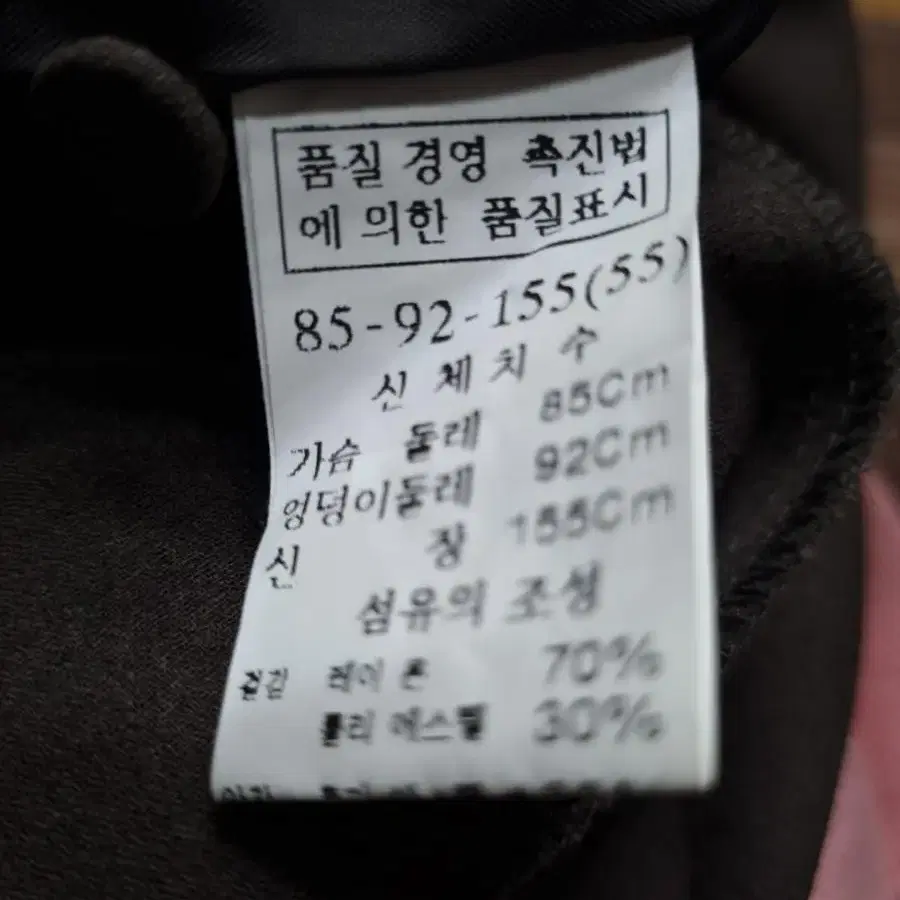 품질 경영 촉진법
에 의한 품질표시
85-92-155(55)
신 체 치 수
가슴 둘레 85Cm
엉덩이둘레 92Cm
신 장 155Cm
섬유의 조성
겉감 레이 온 70%
폴리 에스텔 30%